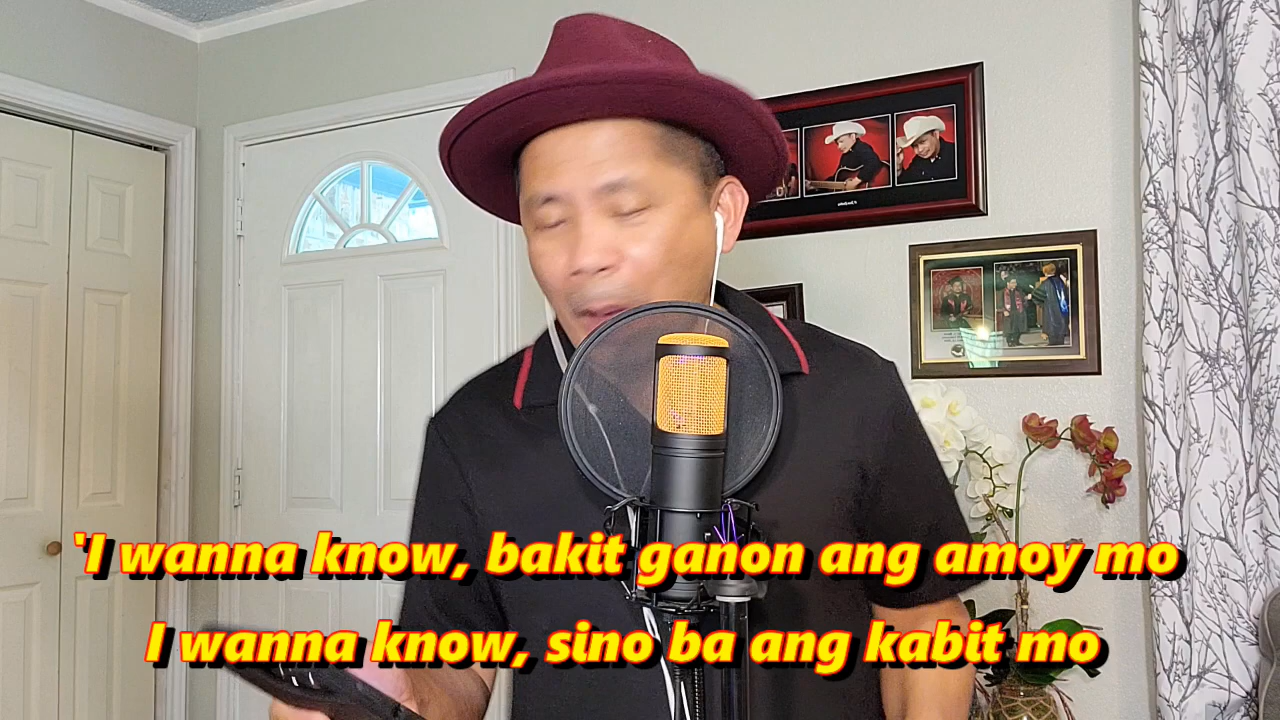 'I wanna know, bakit ganon ang amoy mo
I wanna know, sino ba ang kabit mo